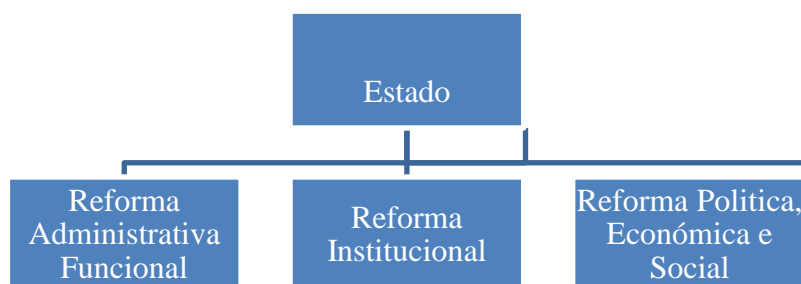 Estado
Reforma
Administrativa
Funcional
Reforma
Institucional
Reforma Politica,
Económica e
Social